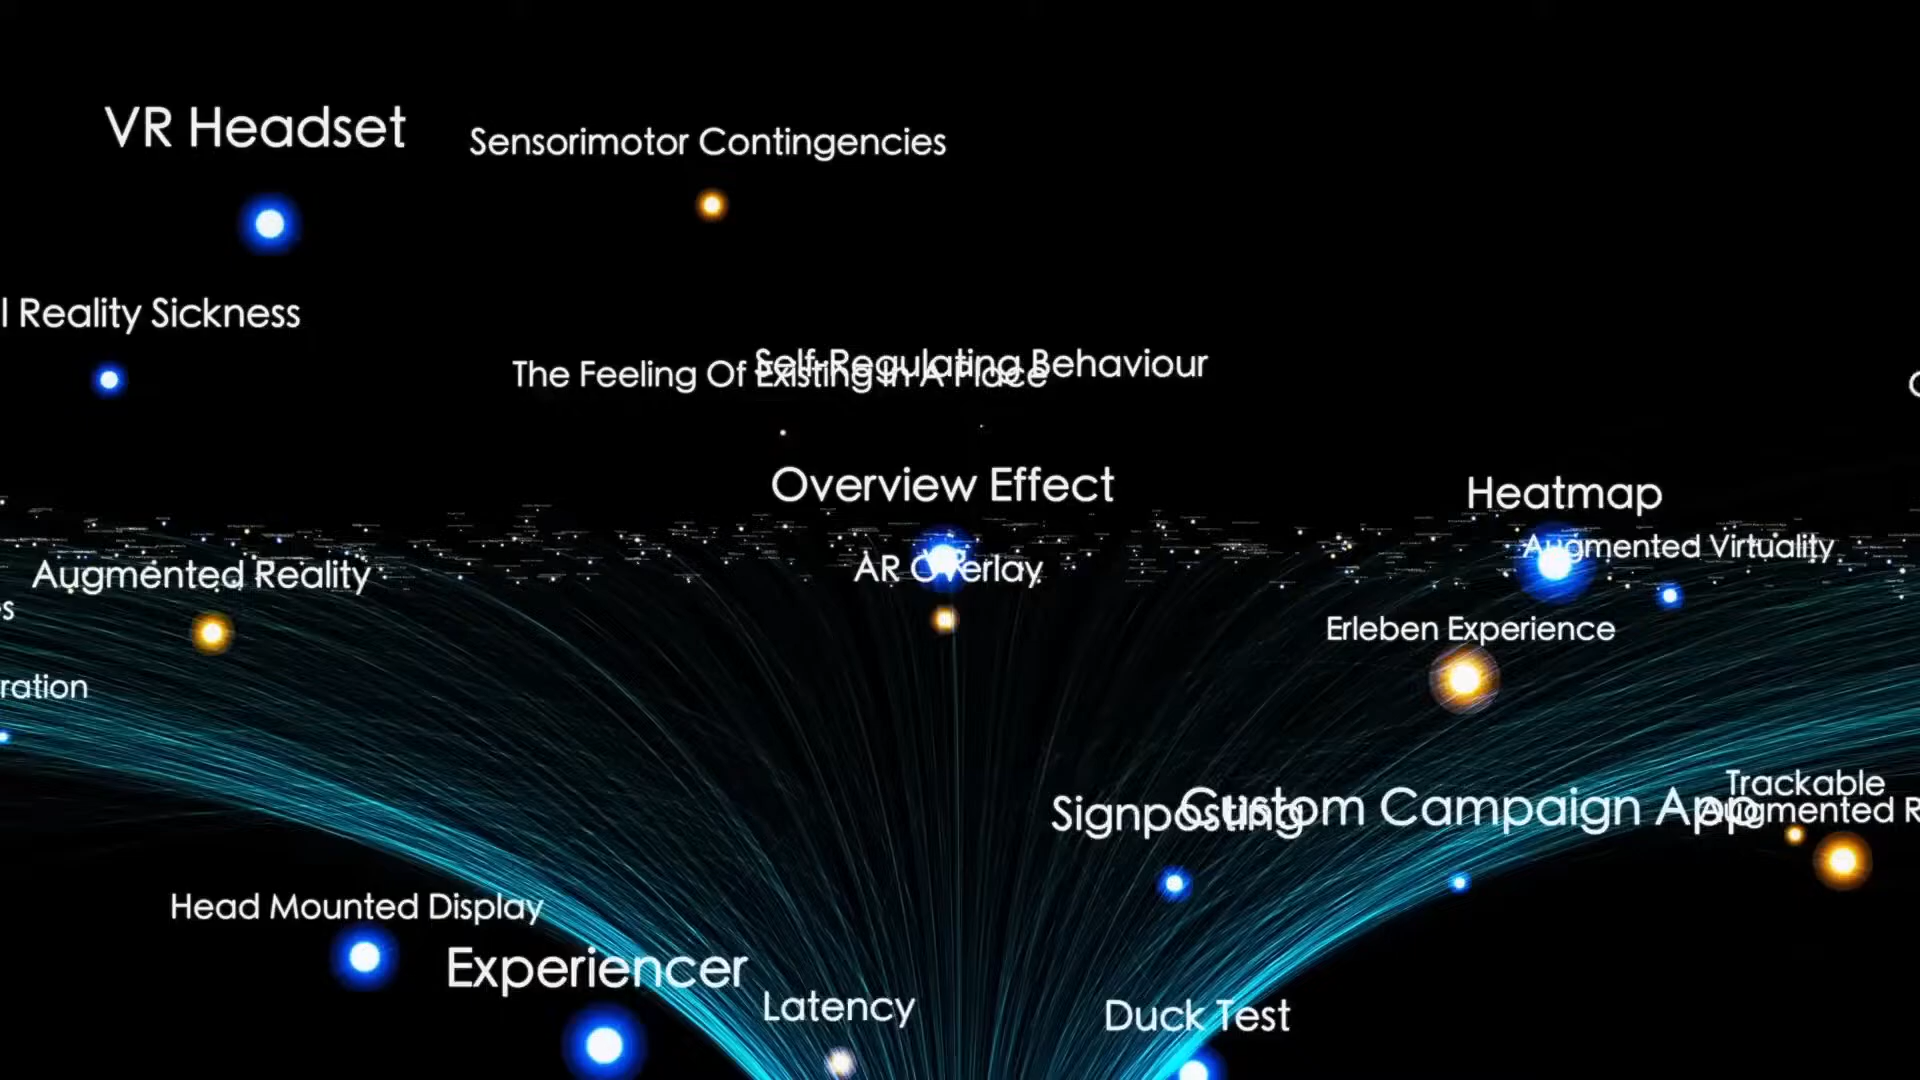 VR Headset
Sensorimotor Contingencies
l Reality Sickness
Self-Regulating Behaviour
The Feeling Of Existing In A Place
Overview Effect
Heatmap
Augmented Virtuality
AR Overlay
Augmented Reality
s
Erleben Experience
ration
Trackable
Custom Campaign App
Augmented R
Signposting
Head Mounted Display
Experiencer
Latency
Duck Test